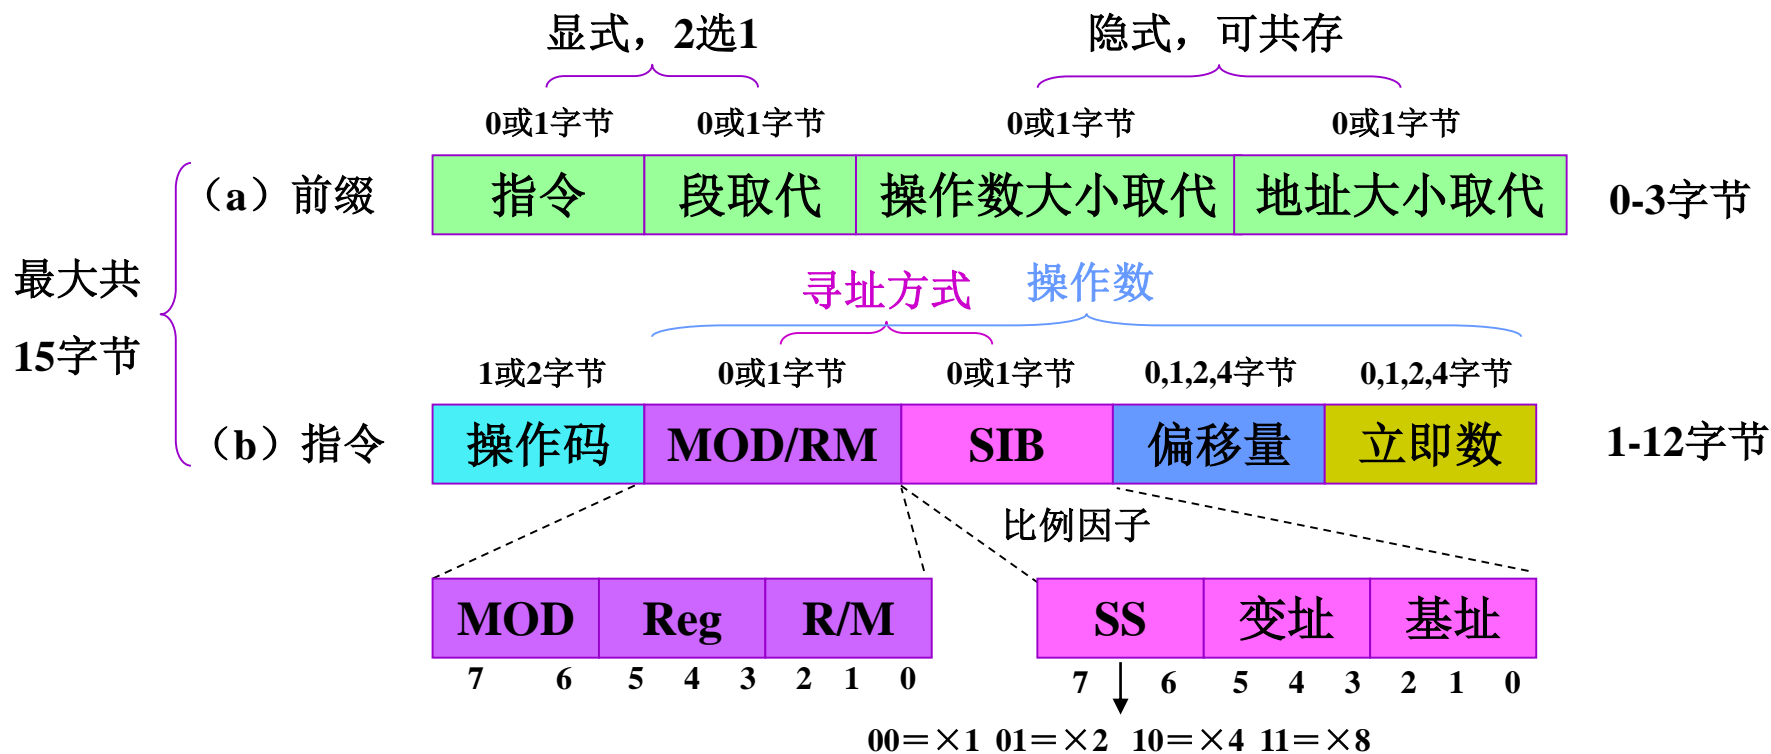 显式，2选1
隐式，可共存
0或1字节 0或1字节 0或1字节 0或1字节
（a）前缀 指令 段取代 操作数大小取代 地址大小取代 0-3字节
最大共
15字节
寻址方式 操作数
1或2字节 0或1字节 0或1字节 0,1,2,4字节 0,1,2,4字节
（b）指令 操作码 MOD/RM SIB 偏移量 立即数 1-12字节
比例因子
MOD Reg R/M SS 变址 基址
7 6 5 4 3 2 1 0 7 6 5 4 3 2 1 0
00＝×1 01＝×2 10＝×4 11＝×8